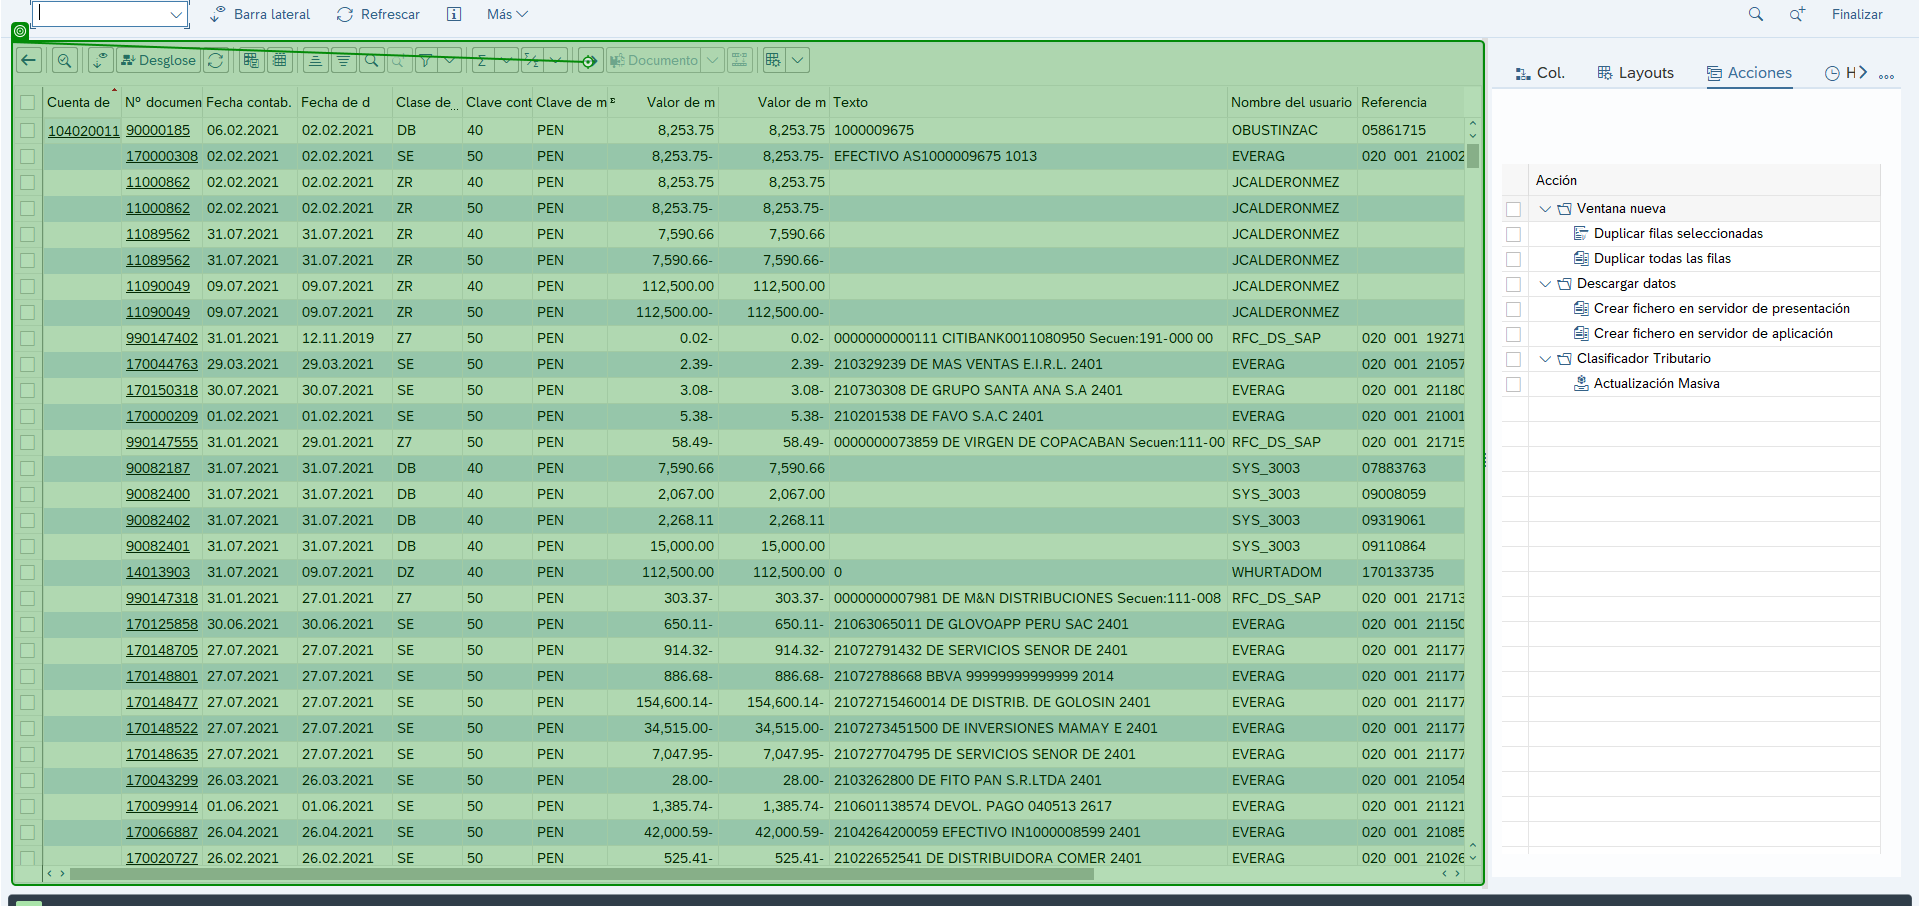 Barra lateral Refrescar Más Finalizar
Desglose Documento
Col. Layouts Acciones H
Cuenta de Nº documen Fecha contab. Fecha de d Clase de... Clave cont Clave de m Valor de m Valor de m Texto Nombre del usuario Referencia
104020011 90000185 06.02.2021 02.02.2021 DB 40 PEN 8,253.75 8,253.75 1000009675 OBUSTINZAC 05861715
170000308 02.02.2021 02.02.2021 SE 50 PEN 8,253.75- 8,253.75- EFECTIVO AS1000009675 1013 EVERAG 020 001 21002
11000862 02.02.2021 02.02.2021 ZR 40 PEN 8,253.75 8,253.75 JCALDERONMEZ
11000862 02.02.2021 02.02.2021 ZR 50 PEN 8,253.75- 8,253.75- JCALDERONMEZ
11089562 31.07.2021 31.07.2021 ZR 40 PEN 7,590.66 7,590.66 JCALDERONMEZ
11089562 31.07.2021 31.07.2021 ZR 50 PEN 7,590.66- 7,590.66- JCALDERONMEZ
11090049 09.07.2021 09.07.2021 ZR 40 PEN 112,500.00 112,500.00 JCALDERONMEZ
11090049 09.07.2021 09.07.2021 ZR 50 PEN 112,500.00- 112,500.00- JCALDERONMEZ
990147402 31.01.2021 12.11.2019 Z7 50 PEN 0.02- 0.02- 0000000000111 CITIBANK0011080950 Secuen:191-000 00 RFC_DS_SAP 020 001 19271
170044763 29.03.2021 29.03.2021 SE 50 PEN 2.39- 2.39- 210329239 DE MAS VENTAS E.I.R.L. 2401 EVERAG 020 001 21057
170150318 30.07.2021 30.07.2021 SE 50 PEN 3.08- 3.08- 210730308 DE GRUPO SANTA ANA S.A 2401 EVERAG 020 001 21180
170000209 01.02.2021 01.02.2021 SE 50 PEN 5.38- 5.38- 210201538 DE FAVO S.A.C 2401 EVERAG 020 001 21001
990147555 31.01.2021 29.01.2021 Z7 50 PEN 58.49- 58.49- 0000000073859 DE VIRGEN DE COPACABAN Secuen:111-00 RFC_DS_SAP 020 001 21715
90082187 31.07.2021 31.07.2021 DB 40 PEN 7,590.66 7,590.66 SYS_3003 07883763
90082400 31.07.2021 31.07.2021 DB 40 PEN 2,067.00 2,067.00 SYS_3003 09008059
90082402 31.07.2021 31.07.2021 DB 40 PEN 2,268.11 2,268.11 SYS_3003 09319061
90082401 31.07.2021 31.07.2021 DB 40 PEN 15,000.00 15,000.00 SYS_3003 09110864
14013903 31.07.2021 09.07.2021 DZ 40 PEN 112,500.00 112,500.00 0 WHURTADOM 170133735
990147318 31.01.2021 27.01.2021 Z7 50 PEN 303.37- 303.37- 0000000007981 DE M&N DISTRIBUCIONES Secuen:111-008 RFC_DS_SAP 020 001 21713
170125858 30.06.2021 30.06.2021 SE 50 PEN 650.11- 650.11- 21063065011 DE GLOVOAPP PERU SAC 2401 EVERAG 020 001 21150
170148705 27.07.2021 27.07.2021 SE 50 PEN 914.32- 914.32- 21072791432 DE SERVICIOS SENOR DE 2401 EVERAG 020 001 21177
170148801 27.07.2021 27.07.2021 SE 50 PEN 886.68- 886.68- 21072788668 BBVA 99999999999999 2014 EVERAG 020 001 21177
170148477 27.07.2021 27.07.2021 SE 50 PEN 154,600.14- 154,600.14- 21072715460014 DE DISTRIB. DE GOLOSIN 2401 EVERAG 020 001 21177
170148522 27.07.2021 27.07.2021 SE 50 PEN 34,515.00- 34,515.00- 2107273451500 DE INVERSIONES MAMAY E 2401 EVERAG 020 001 21177
170148635 27.07.2021 27.07.2021 SE 50 PEN 7,047.95- 7,047.95- 210727704795 DE SERVICIOS SENOR DE 2401 EVERAG 020 001 21177
170043299 26.03.2021 26.03.2021 SE 50 PEN 28.00- 28.00- 2103262800 DE FITO PAN S.R.LTDA 2401 EVERAG 020 001 21054
170099914 01.06.2021 01.06.2021 SE 50 PEN 1,385.74- 1,385.74- 210601138574 DEVOL. PAGO 040513 2617 EVERAG 020 001 21121
170066887 26.04.2021 26.04.2021 SE 50 PEN 42,000.59- 42,000.59- 2104264200059 EFECTIVO IN1000008599 2401 EVERAG 020 001 21085
170020727 26.02.2021 26.02.2021 SE 50 PEN 525.41- 525.41- 21022652541 DE DISTRIBUIDORA COMER 2401 EVERAG 020 001 21026
Acción
Ventana nueva
Duplicar filas seleccionadas
Duplicar todas las filas
Descargar datos
Crear fichero en servidor de presentación
Crear fichero en servidor de aplicación
Clasificador Tributario
Actualización Masiva